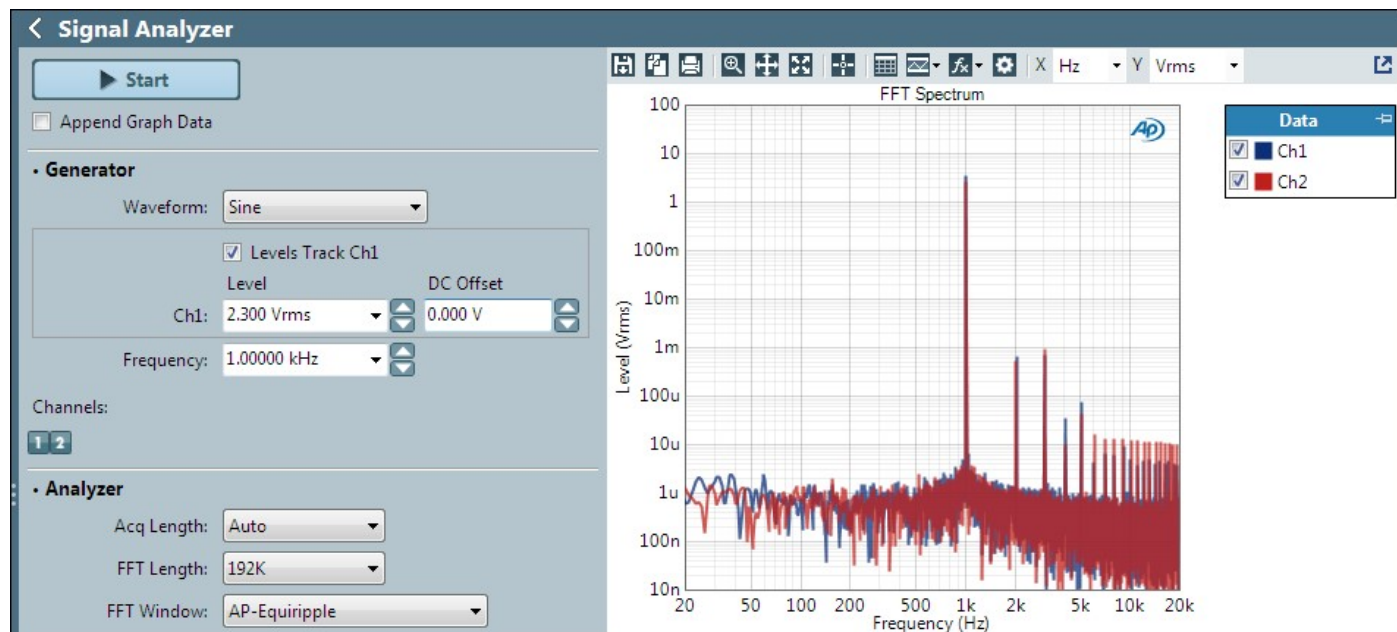 Signal Analyzer
Start
Append Graph Data
Generator
Waveform: Sine
Levels Track Ch1
Level DC Offset
Ch1: 2.300 Vrms 0.000 V
Frequency: 1.00000 kHz
Channels:
1 2
Analyzer
Acq Length: Auto
FFT Length: 192K
FFT Window: AP-Equiripple
X Hz Y Vrms
FFT Spectrum
AP
100
10
1
100m
10m
1m
100u
10u
1u
100n
10n
Level (Vrms)
20 50 100 200 500 1k 2k 5k 10k 20k
Frequency (Hz)
Data
Ch1
Ch2